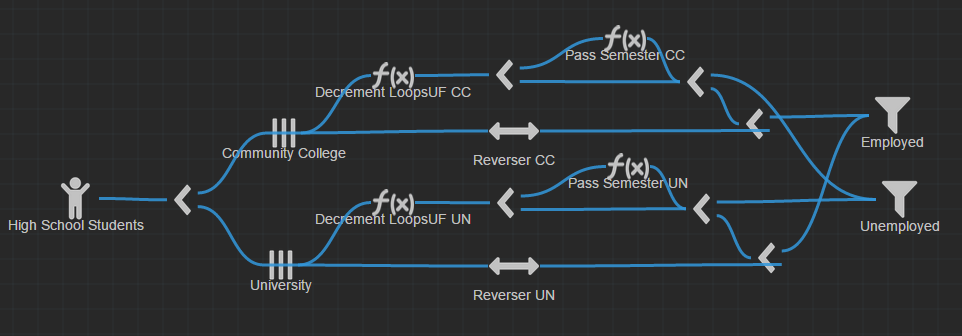 f(x)
Pass Semester CC
f(x)
Decrement LoopsUF CC
Employed
Community College
Reverser CC
f(x)
Pass Semester UN
f(x)
High School Students
Decrement LoopsUF UN
Unemployed
University
Reverser UN